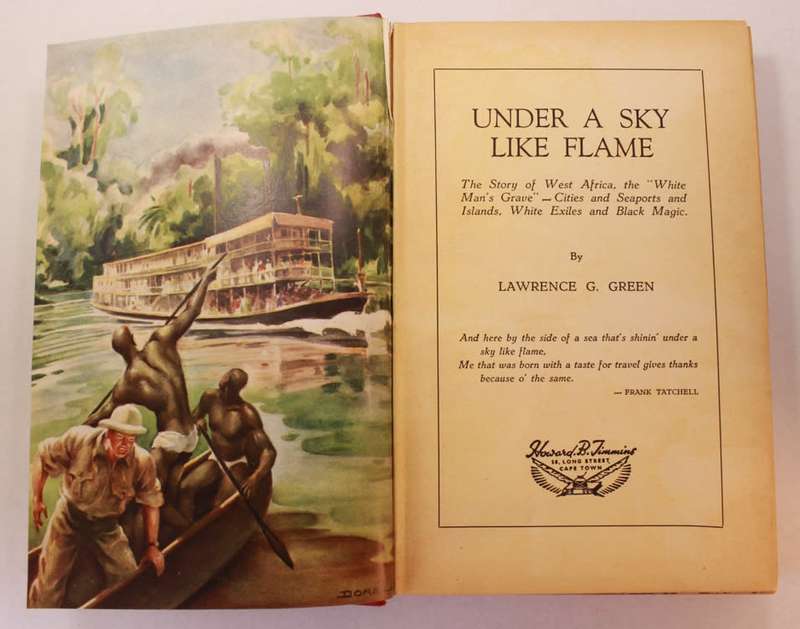 UNDER A SKY
LIKE FLAME
The Story of West Africa, the "White
Man's Grave" — Cities and Seaports and
Islands, White Exiles and Black Magic.
By
LAWRENCE G. GREEN
And here by the side of a sea that's shinin' under a
sky like flame,
Me that was born with a taste for travel gives thanks
because o' the same.
— FRANK TATCHELL
Howard B. Timmins
58, LONG STREET,
CAPE TOWN